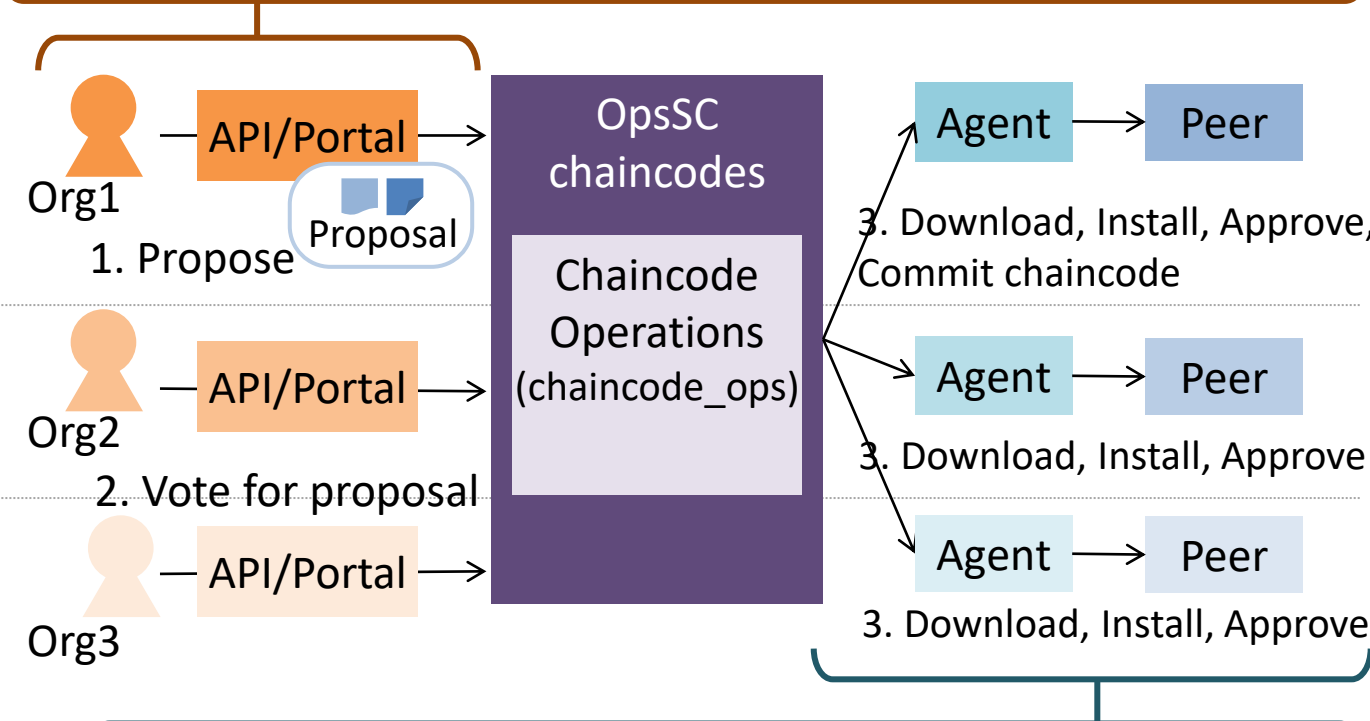 Org1
API/Portal
Proposal
1. Propose
Org2
API/Portal
2. Vote for proposal
Org3
API/Portal
OpsSC
chaincodes
Chaincode
Operations
(chaincode_ops)
Agent
Peer
3. Download, Install, Approve,
Commit chaincode
Agent
Peer
3. Download, Install, Approve
Agent
Peer
3. Download, Install, Approve